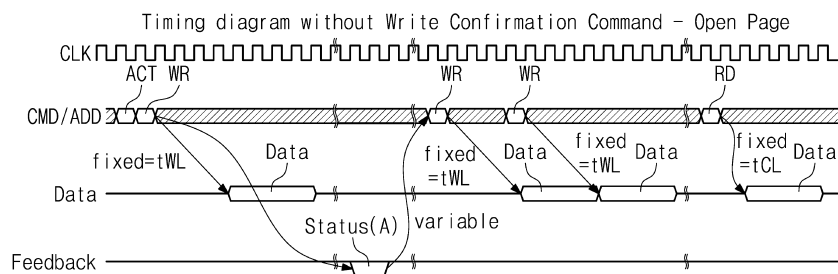 Timing diagram without Write Confirmation Command - Open Page
CLK
ACT WR WR WR RD
CMD/ADD
fixed=tWL Data fixed =tWL Data fixed =tWL Data fixed =tCL Data
Data
Status(A) variable
Feedback